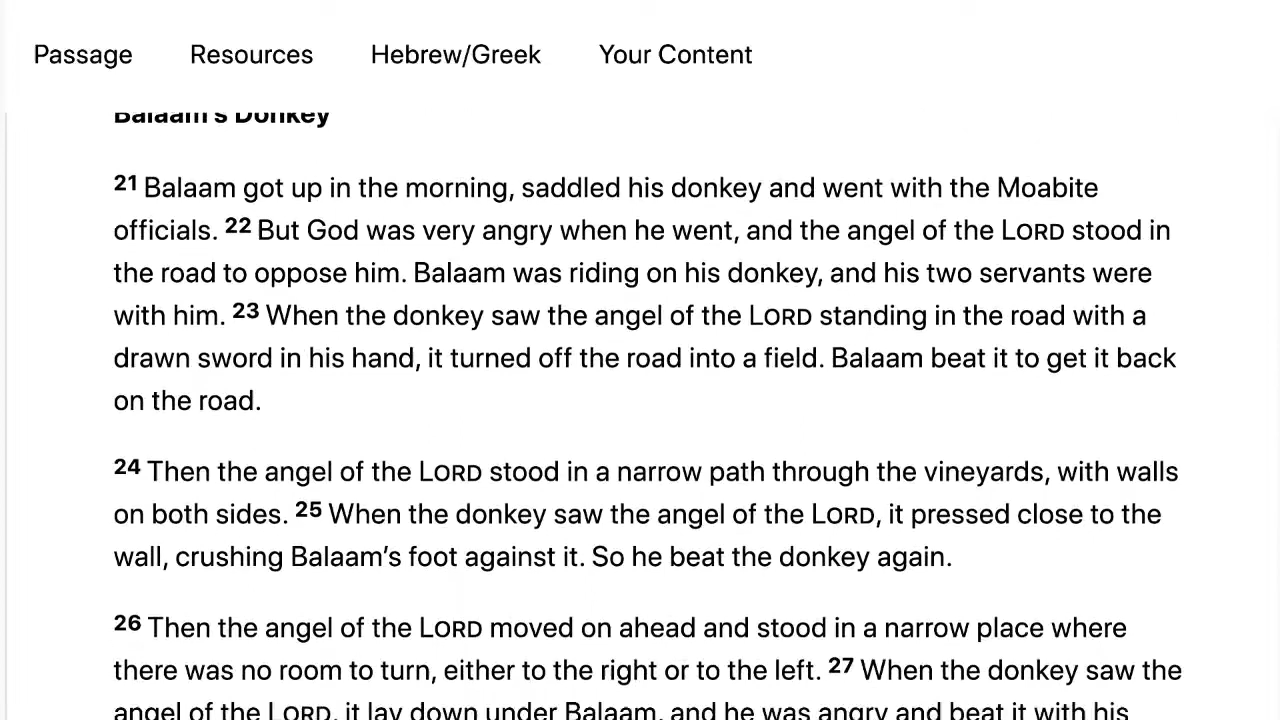 Passage Resources Hebrew/Greek Your Content
Balaam's Donkey
21 Balaam got up in the morning, saddled his donkey and went with the Moabite
officials. 22 But God was very angry when he went, and the angel of the LORD stood in
the road to oppose him. Balaam was riding on his donkey, and his two servants were
with him. 23 When the donkey saw the angel of the LORD standing in the road with a
drawn sword in his hand, it turned off the road into a field. Balaam beat it to get it back
on the road.
24 Then the angel of the LORD stood in a narrow path through the vineyards, with walls
on both sides. 25 When the donkey saw the angel of the LORD, it pressed close to the
wall, crushing Balaam’s foot against it. So he beat the donkey again.
26 Then the angel of the LORD moved on ahead and stood in a narrow place where
there was no room to turn, either to the right or to the left. 27 When the donkey saw the
angel of the LORD, it lay down under Balaam, and he was angry and beat it with his